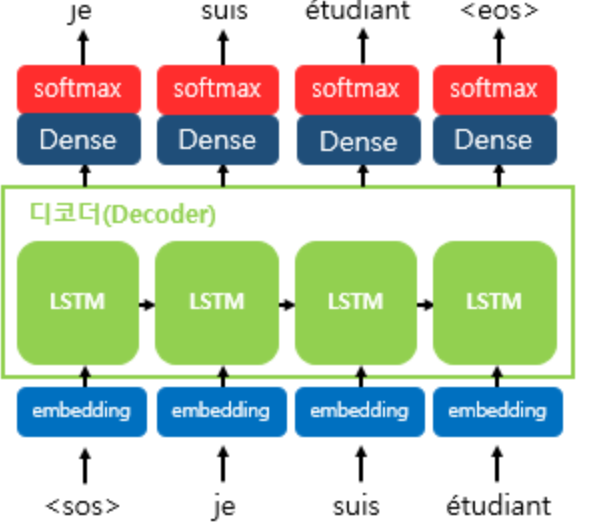 je suis étudiant <eos>
softmax softmax softmax softmax
Dense Dense Dense Dense
디코더(Decoder)
LSTM LSTM LSTM LSTM
embedding embedding embedding embedding
<sos> je suis étudiant